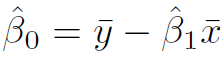 β̂₀ = ȳ − β̂₁x̄